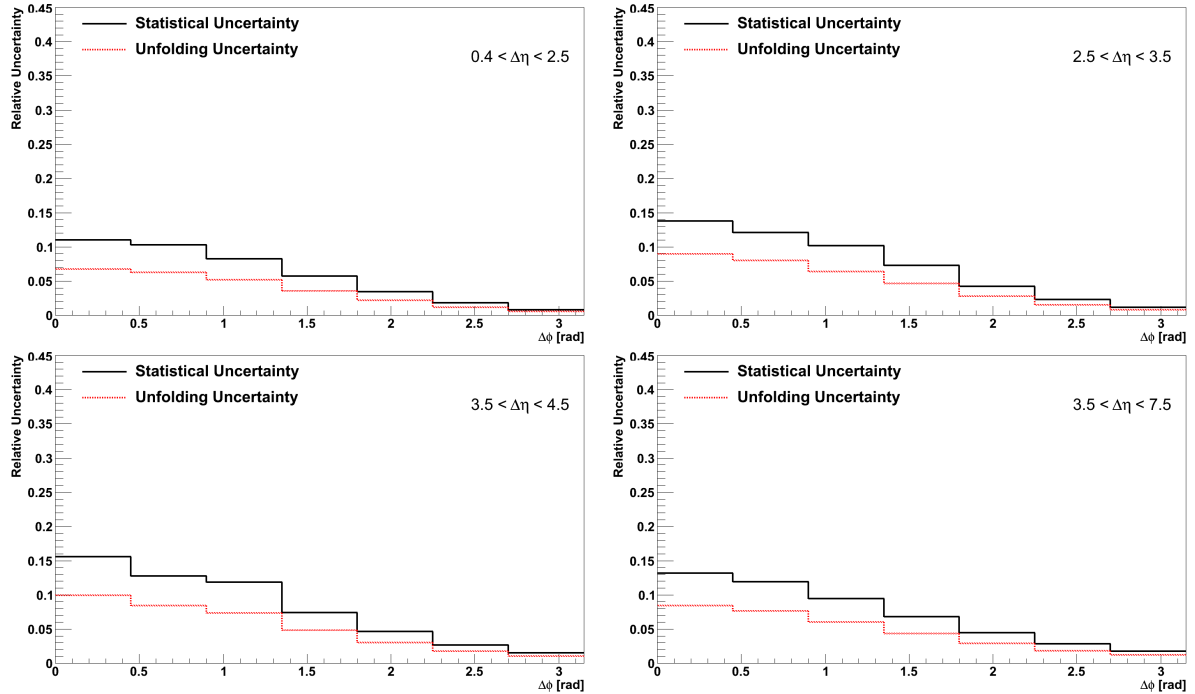 Relative Uncertainty
0.45
0.4
0.35
0.3
0.25
0.2
0.15
0.1
0.05
0
Statistical Uncertainty
Unfolding Uncertainty
0.4 < Δη < 2.5
0 0.5 1 1.5 2 2.5 3
Δϕ [rad]
Relative Uncertainty
0.45
0.4
0.35
0.3
0.25
0.2
0.15
0.1
0.05
0
Statistical Uncertainty
Unfolding Uncertainty
2.5 < Δη < 3.5
0 0.5 1 1.5 2 2.5 3
Δϕ [rad]
Relative Uncertainty
0.45
0.4
0.35
0.3
0.25
0.2
0.15
0.1
0.05
0
Statistical Uncertainty
Unfolding Uncertainty
3.5 < Δη < 4.5
0 0.5 1 1.5 2 2.5 3
Δϕ [rad]
Relative Uncertainty
0.45
0.4
0.35
0.3
0.25
0.2
0.15
0.1
0.05
0
Statistical Uncertainty
Unfolding Uncertainty
3.5 < Δη < 7.5
0 0.5 1 1.5 2 2.5 3
Δϕ [rad]